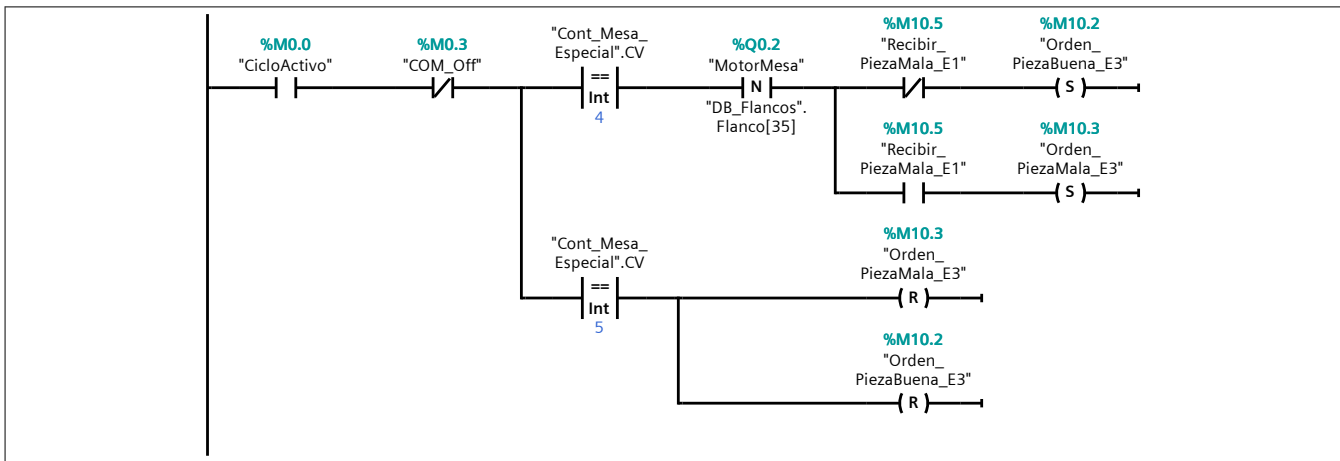 %M0.0
"CicloActivo"
%M0.3
"COM_Off"
"Cont_Mesa_
Especial".CV
==
Int
4
%Q0.2
"MotorMesa"
N
"DB_Flancos".
Flanco[35]
%M10.5
"Recibir_
PiezaMala_E1"
%M10.2
"Orden_
PiezaBuena_E3"
S
%M10.5
"Recibir_
PiezaMala_E1"
%M10.3
"Orden_
PiezaMala_E3"
S
"Cont_Mesa_
Especial".CV
==
Int
5
%M10.3
"Orden_
PiezaMala_E3"
R
%M10.2
"Orden_
PiezaBuena_E3"
R